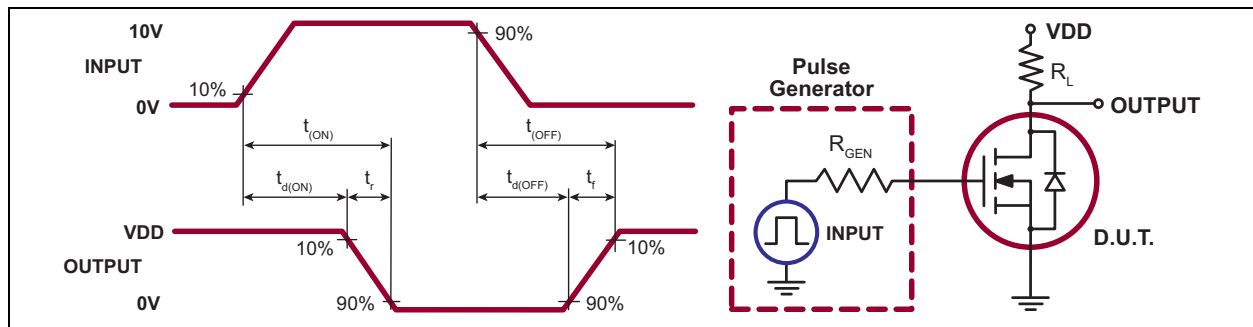 10V
INPUT
10%
0V
90%
t(ON)
t(OFF)
td(ON)
tr
td(OFF)
tf
VDD
OUTPUT
0V
10%
90%
90%
10%
Pulse
Generator
RGEN
INPUT
VDD
RL
OUTPUT
D.U.T.